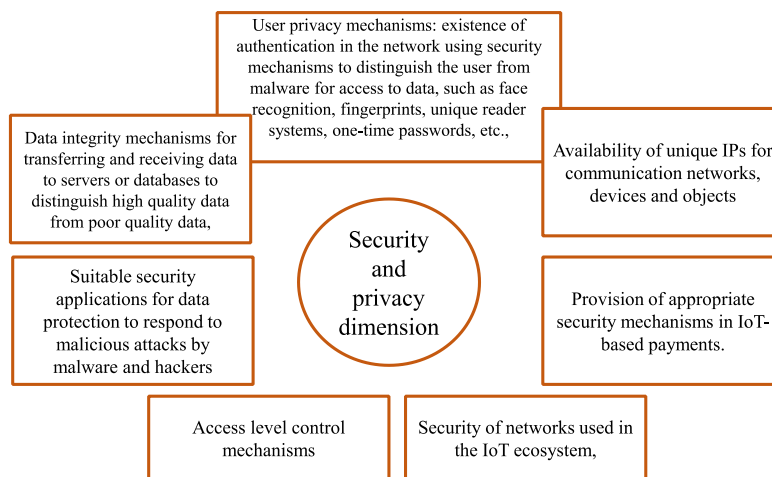 User privacy mechanisms: existence of
authentication in the network using security
mechanisms to distinguish the user from
malware for access to data, such as face
recognition, fingerprints, unique reader
systems, one-time passwords, etc.,
Data integrity mechanisms for
transferring and receiving data
to servers or databases to
distinguish high quality data
from poor quality data,
Availability of unique IPs for
communication networks,
devices and objects
Security
and
privacy
dimension
Suitable security
applications for data
protection to respond to
malicious attacks by
malware and hackers
Provision of appropriate
security mechanisms in IoT-
based payments.
Access level control
mechanisms
Security of networks used in
the IoT ecosystem,